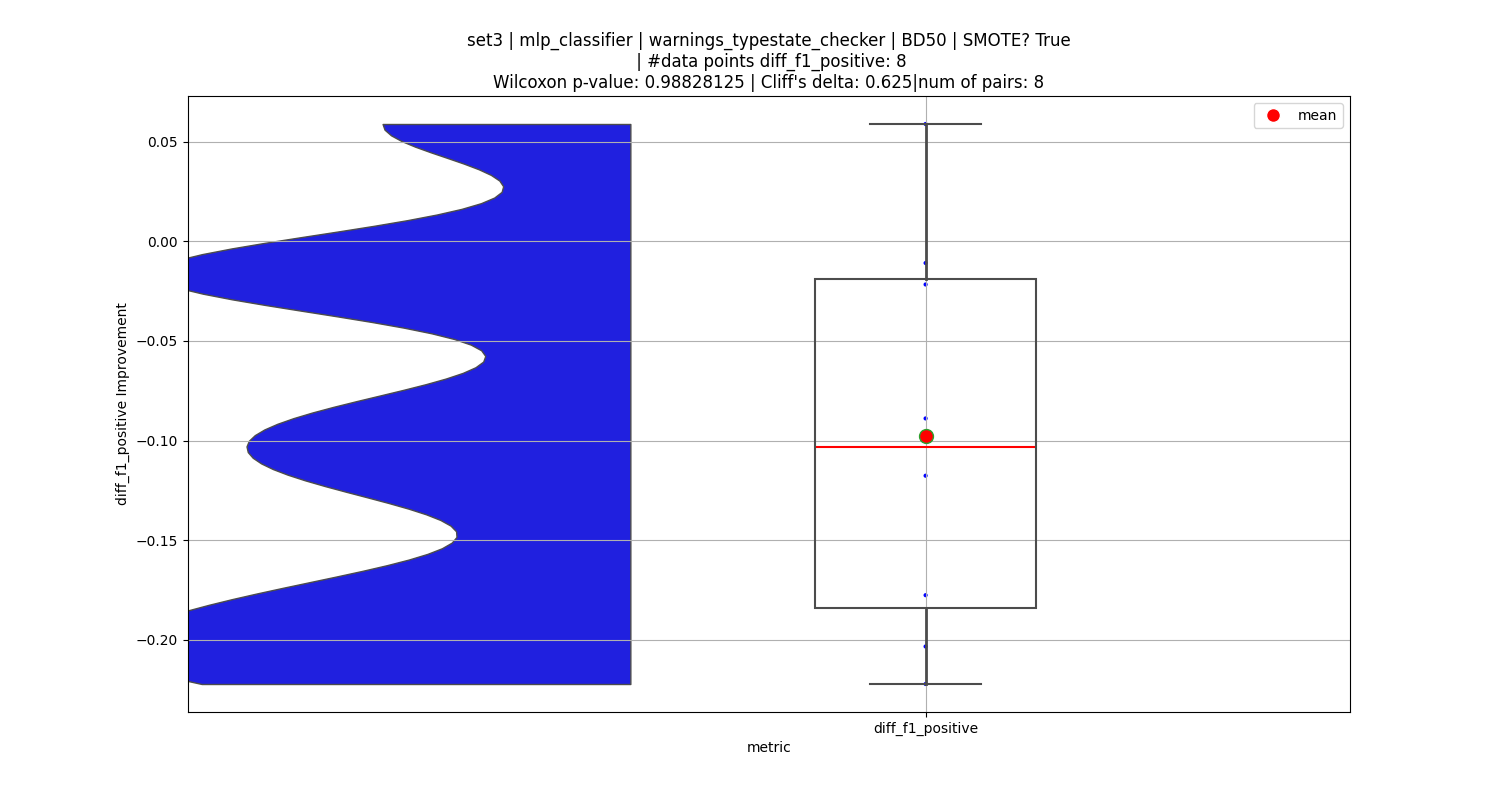 set3 | mlp_classifier | warnings_typestate_checker | BD50 | SMOTE? True
| #data points diff_f1_positive: 8
Wilcoxon p-value: 0.98828125 | Cliff's delta: 0.625|num of pairs: 8
mean
0.05
0.00
−0.05
−0.10
−0.15
−0.20
diff_f1_positive Improvement
diff_f1_positive
metric